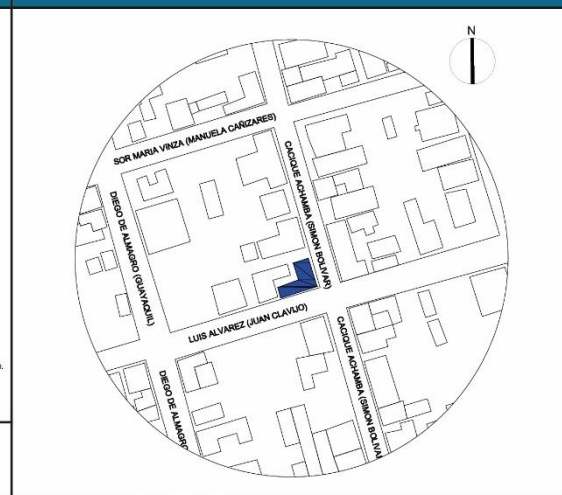 N
SOR MARIA VINZA (MANUELA CAÑIZARES)
CACIQUE ACHAMBA (SIMON BOLIVAR)
DIEGO DE ALMAGRO (GUAYAQUIL)
LUIS ALVAREZ (JUAN CLAVIJO)
CACIQUE ACHAMBA (SIMON BOLIVAR)
DIEGO DE ALMAGRO